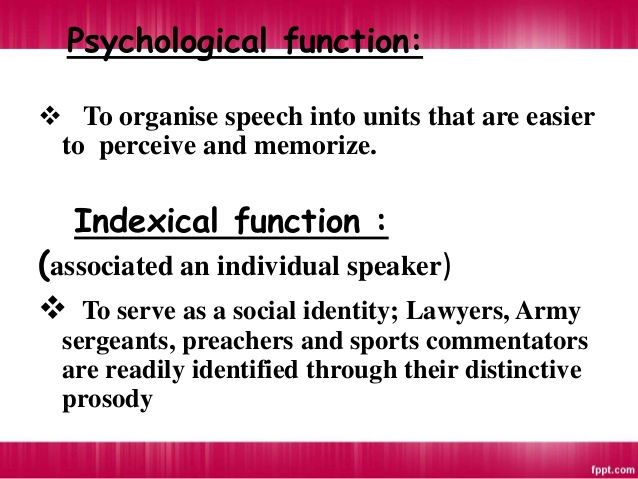 Psychological function:
❖ To organise speech into units that are easier
to perceive and memorize.
Indexical function :
(associated an individual speaker)
❖ To serve as a social identity; Lawyers, Army
sergeants, preachers and sports commentators
are readily identified through their distinctive
prosody
fppt.com